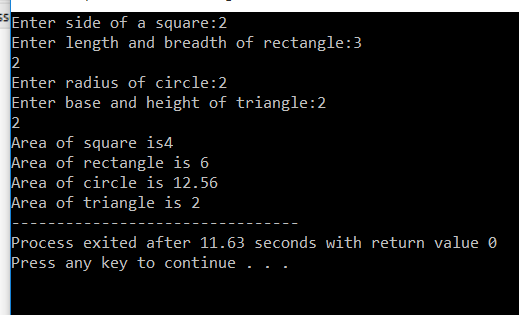 ss
Enter side of a square:2
Enter length and breadth of rectangle:3
2
Enter radius of circle:2
Enter base and height of triangle:2
2
Area of square is4
Area of rectangle is 6
Area of circle is 12.56
Area of triangle is 2
--------------------------------
Process exited after 11.63 seconds with return value 0
Press any key to continue . . .